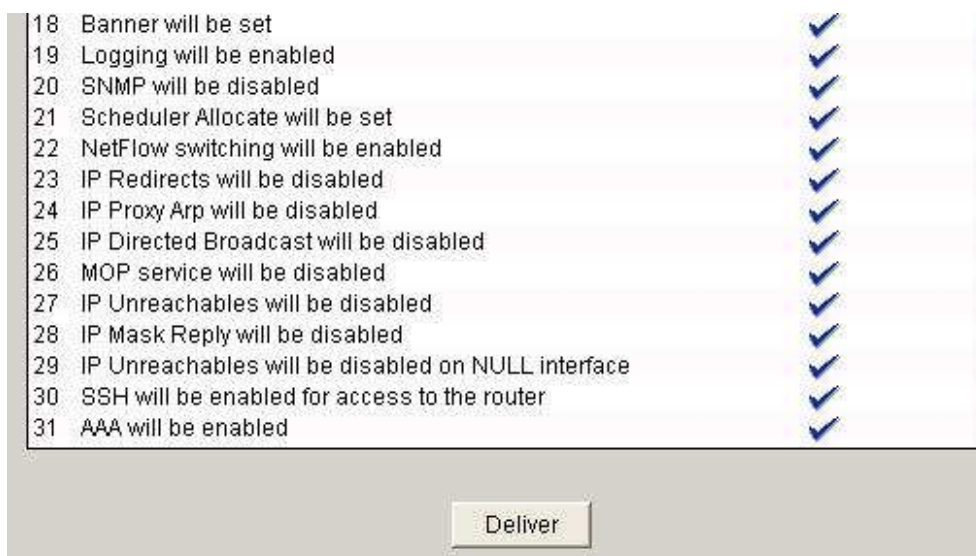 18 Banner will be set
19 Logging will be enabled
20 SNMP will be disabled
21 Scheduler Allocate will be set
22 NetFlow switching will be enabled
23 IP Redirects will be disabled
24 IP Proxy Arp will be disabled
25 IP Directed Broadcast will be disabled
26 MOP service will be disabled
27 IP Unreachables will be disabled
28 IP Mask Reply will be disabled
29 IP Unreachables will be disabled on NULL interface
30 SSH will be enabled for access to the router
31 AAA will be enabled
Deliver